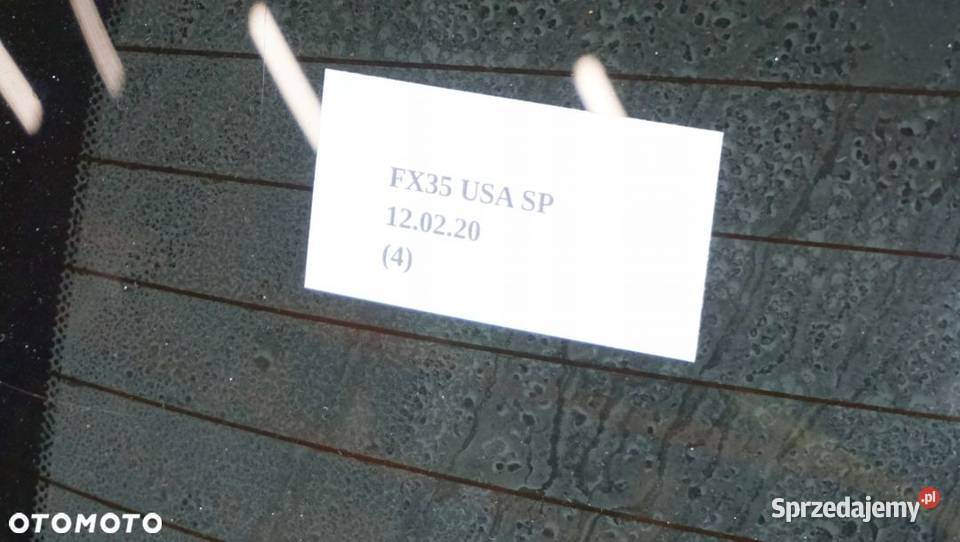 FX35 USA SP
12.02.20
(4)
OTOMOTO
Sprzedajemy.pl